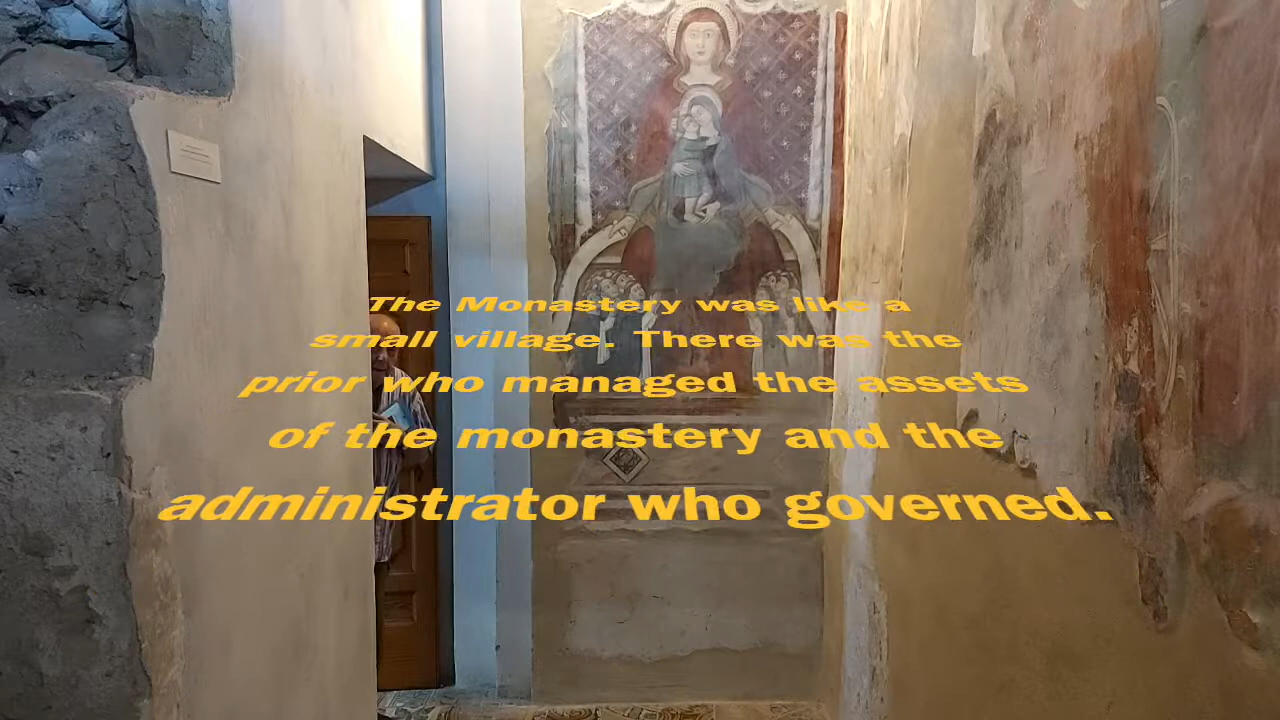 The Monastery was like a
small village. There was the
prior who managed the assets
of the monastery and the
administrator who governed.